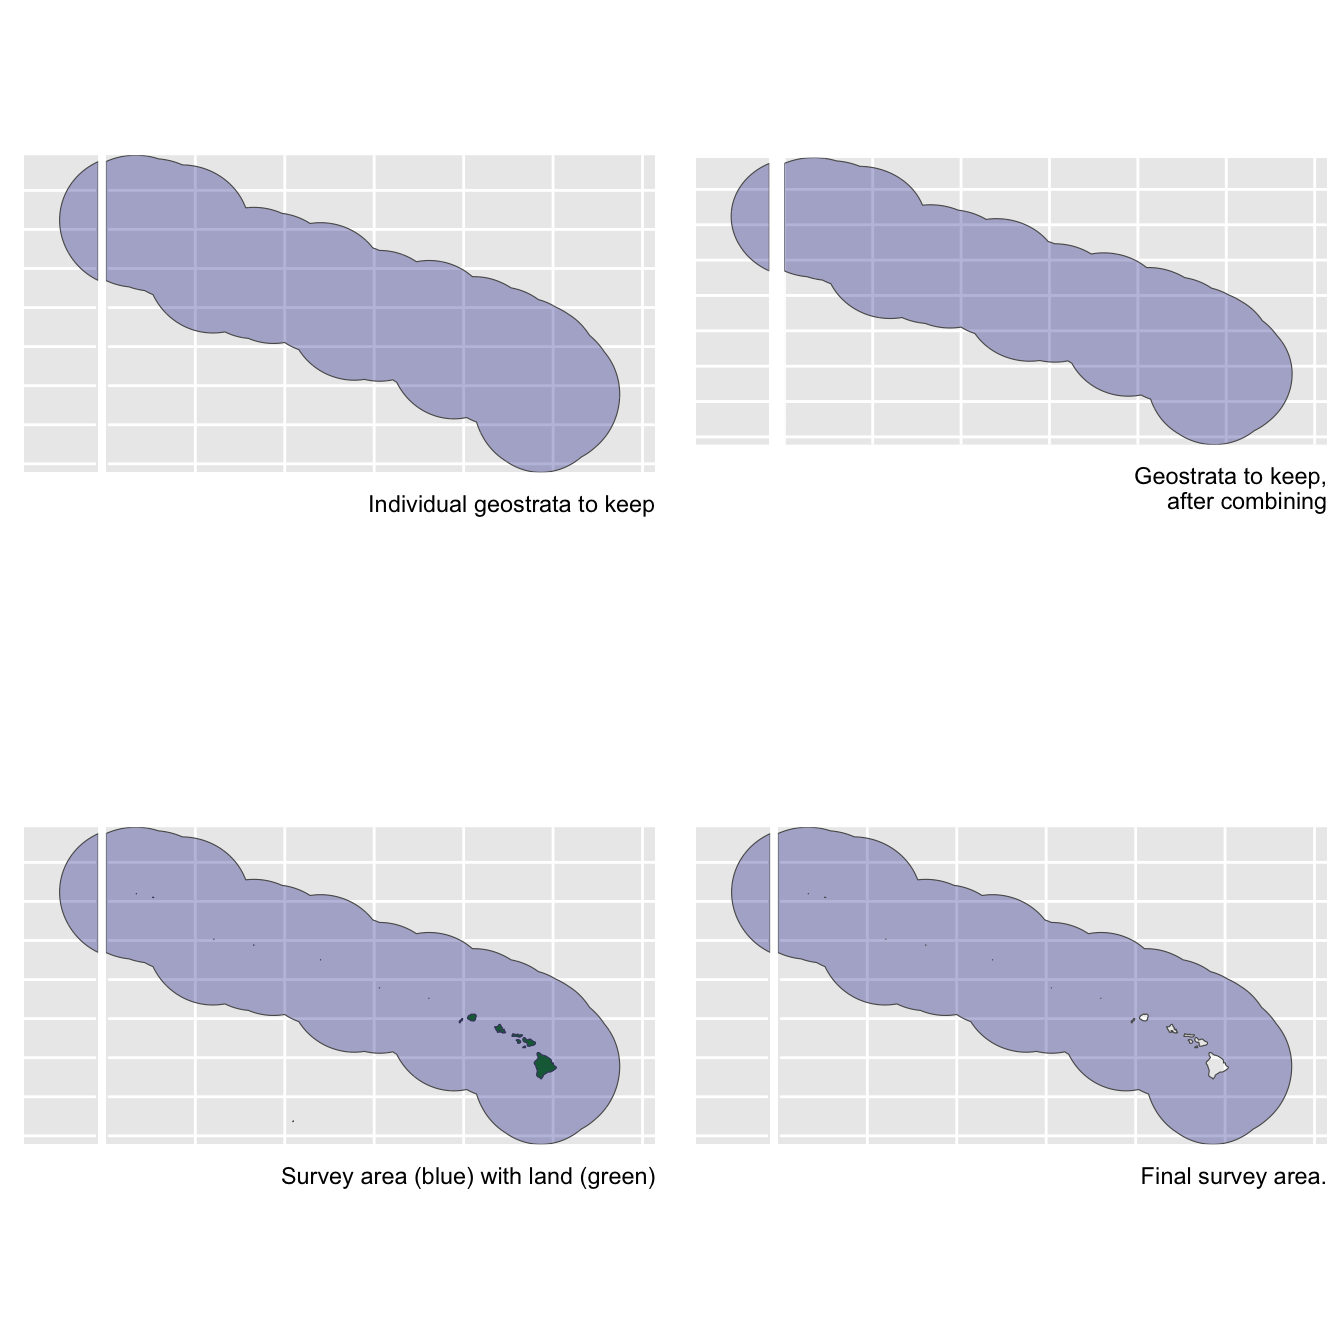 Individual geostrata to keep
Geostrata to keep,
after combining
Survey area (blue) with land (green)
Final survey area.